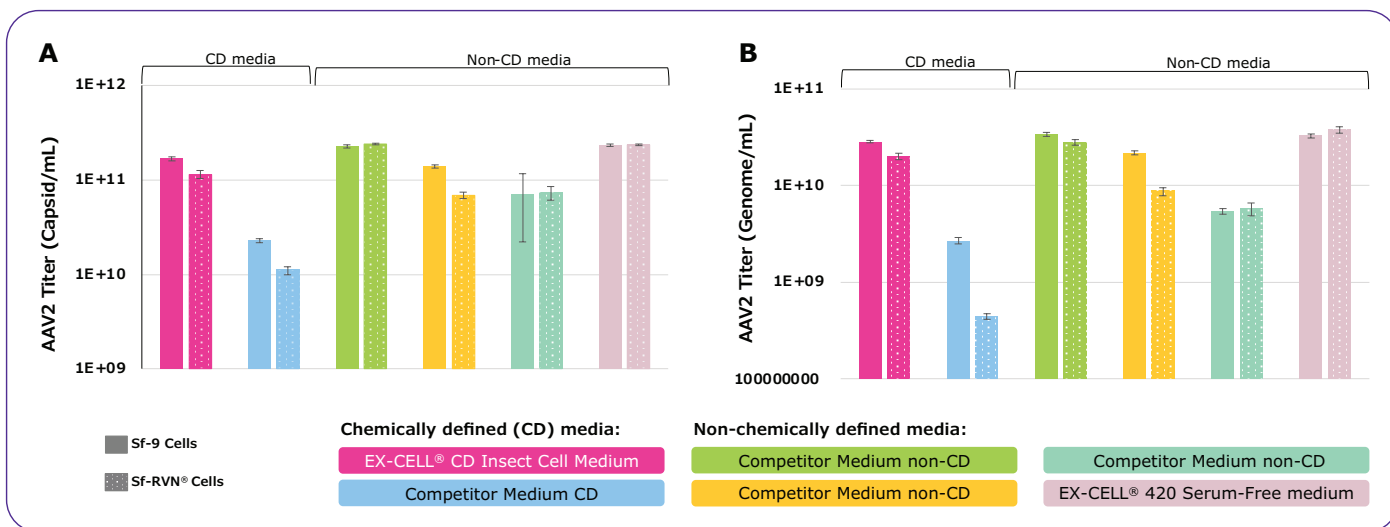 A
CD media
Non-CD media
AAV2 Titer (Capsid/mL)
1E+12
1E+11
1E+10
1E+09
B
CD media
Non-CD media
AAV2 Titer (Genome/mL)
1E+11
1E+10
1E+09
100000000
Sf-9 Cells
Sf-RVN® Cells
Chemically defined (CD) media:
EX-CELL® CD Insect Cell Medium
Competitor Medium CD
Non-chemically defined media:
Competitor Medium non-CD
Competitor Medium non-CD
Competitor Medium non-CD
EX-CELL® 420 Serum-Free medium